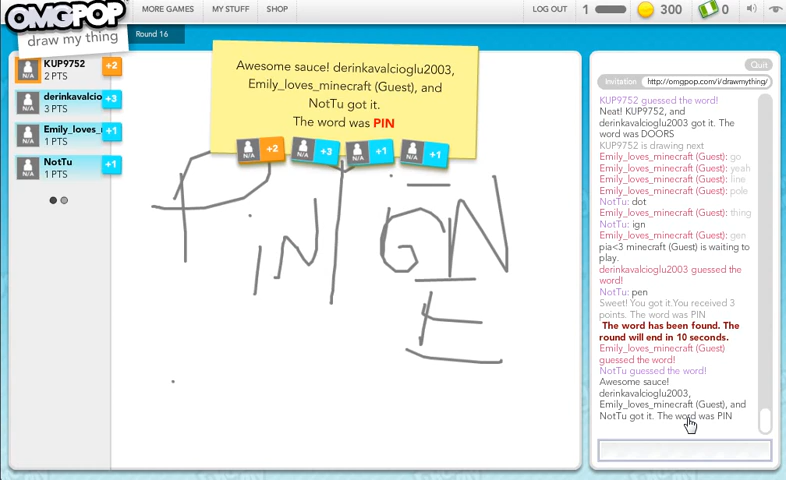 OMGPOP
draw my thing
MORE GAMES
MY STUFF
SHOP
LOG OUT
1
300
0
Round 16
KUP9752
2 PTS
+2
derinkavalcio
3 PTS
+3
Emily_loves_
1 PTS
+1
NotTu
1 PTS
+1
Awesome sauce! derinkavalcioglu2003,
Emily_loves_minecraft (Guest), and
NotTu got it.
The word was PIN
N/A +2
N/A +3
N/A +1
N/A +1
P
iN
GN
E
Quit
Invitation http://omgpop.com/i/drawmything/
KUP9752 guessed the word!
Neat! KUP9752, and
derinkavalcioglu2003 got it. The
word was DOORS
KUP9752 is drawing next
Emily_loves_minecraft (Guest): go
Emily_loves_minecraft (Guest): yeah
Emily_loves_minecraft (Guest): line
Emily_loves_minecraft (Guest): pole
NotTu: dot
Emily_loves_minecraft (Guest): thing
NotTu: ign
Emily_loves_minecraft (Guest): gen
pia<3 minecraft (Guest) is waiting to
play.
derinkavalcioglu2003 guessed the
word!
NotTu: pen
Sweet! You got it.You received 3
points. The word was PIN
The word has been found. The
round will end in 10 seconds.
Emily_loves_minecraft (Guest)
guessed the word!
NotTu guessed the word!
Awesome sauce!
derinkavalcioglu2003,
Emily_loves_minecraft (Guest), and
NotTu got it. The word was PIN